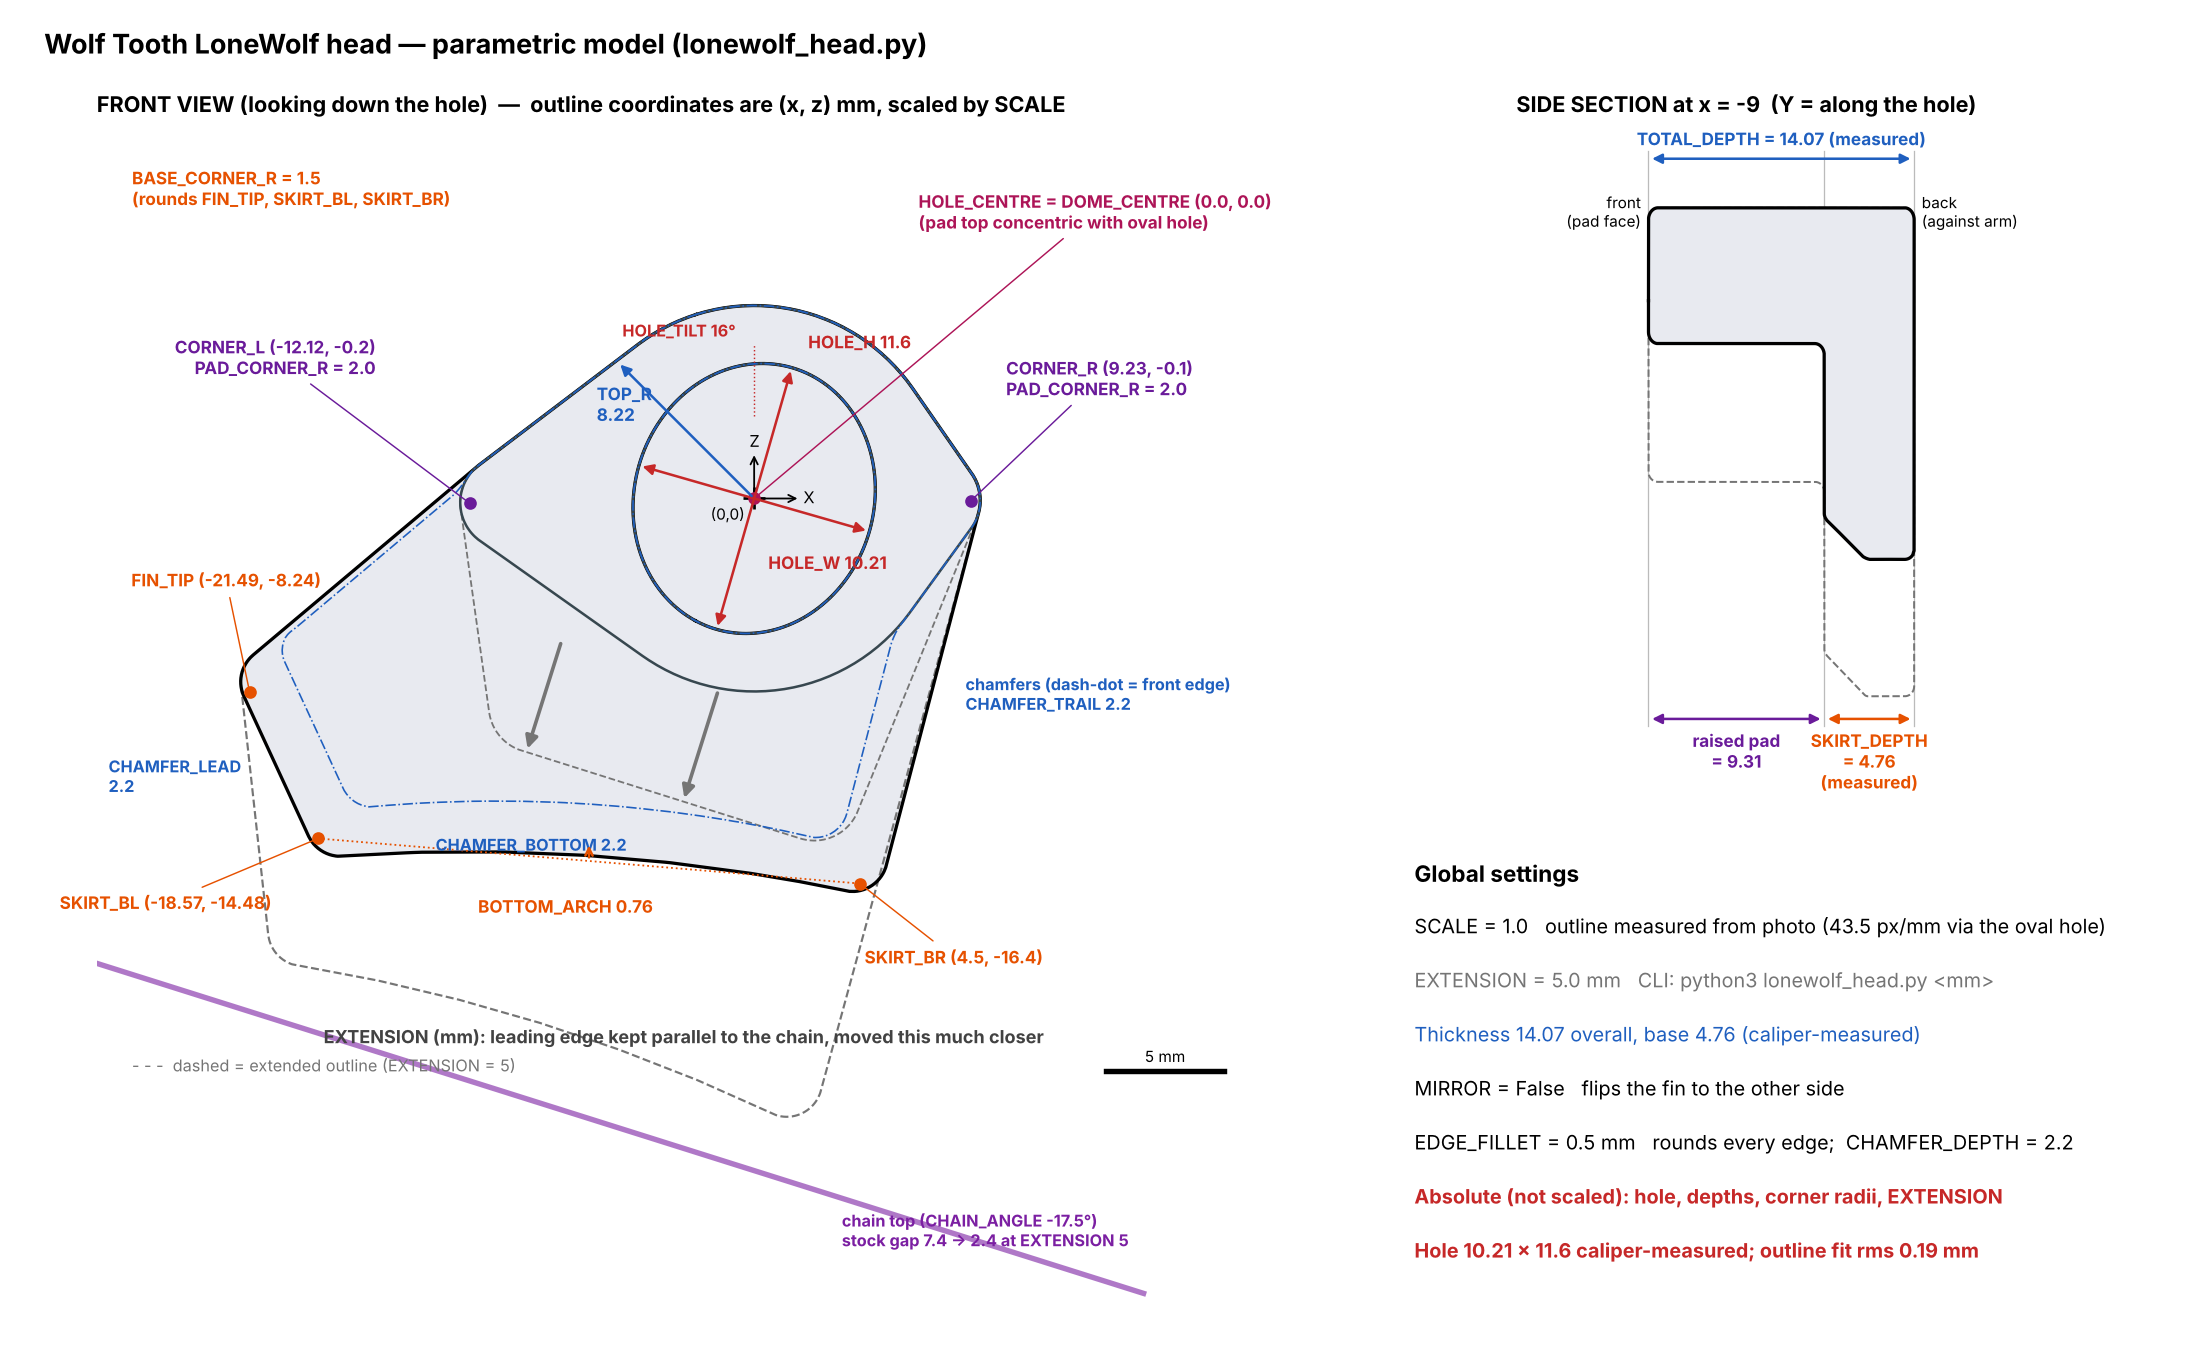 Wolf Tooth LoneWolf head — parametric model (lonewolf_head.py)
FRONT VIEW (looking down the hole) — outline coordinates are (x, z) mm, scaled by SCALE
BASE_CORNER_R = 1.5
(rounds FIN_TIP, SKIRT_BL, SKIRT_BR)
HOLE_CENTRE = DOME_CENTRE (0.0, 0.0)
(pad top concentric with oval hole)
HOLE_TILT 16°
HOLE_H 11.6
CORNER_L (-12.12, -0.2)
PAD_CORNER_R = 2.0
CORNER_R (9.23, -0.1)
PAD_CORNER_R = 2.0
TOP_R
8.22
Z
X
(0,0)
HOLE_W 10.21
FIN_TIP (-21.49, -8.24)
chamfers (dash-dot = front edge)
CHAMFER_TRAIL 2.2
CHAMFER_LEAD
2.2
CHAMFER_BOTTOM 2.2
SKIRT_BL (-18.57, -14.48)
BOTTOM_ARCH 0.76
SKIRT_BR (4.5, -16.4)
EXTENSION (mm): leading edge kept parallel to the chain, moved this much closer
- - - dashed = extended outline (EXTENSION = 5)
5 mm
chain top (CHAIN_ANGLE -17.5°)
stock gap 7.4 → 2.4 at EXTENSION 5
SIDE SECTION at x = -9 (Y = along the hole)
TOTAL_DEPTH = 14.07 (measured)
front
(pad face)
back
(against arm)
raised pad
= 9.31
SKIRT_DEPTH
= 4.76
(measured)
Global settings
SCALE = 1.0 outline measured from photo (43.5 px/mm via the oval hole)
EXTENSION = 5.0 mm CLI: python3 lonewolf_head.py <mm>
Thickness 14.07 overall, base 4.76 (caliper-measured)
MIRROR = False flips the fin to the other side
EDGE_FILLET = 0.5 mm rounds every edge; CHAMFER_DEPTH = 2.2
Absolute (not scaled): hole, depths, corner radii, EXTENSION
Hole 10.21 × 11.6 caliper-measured; outline fit rms 0.19 mm